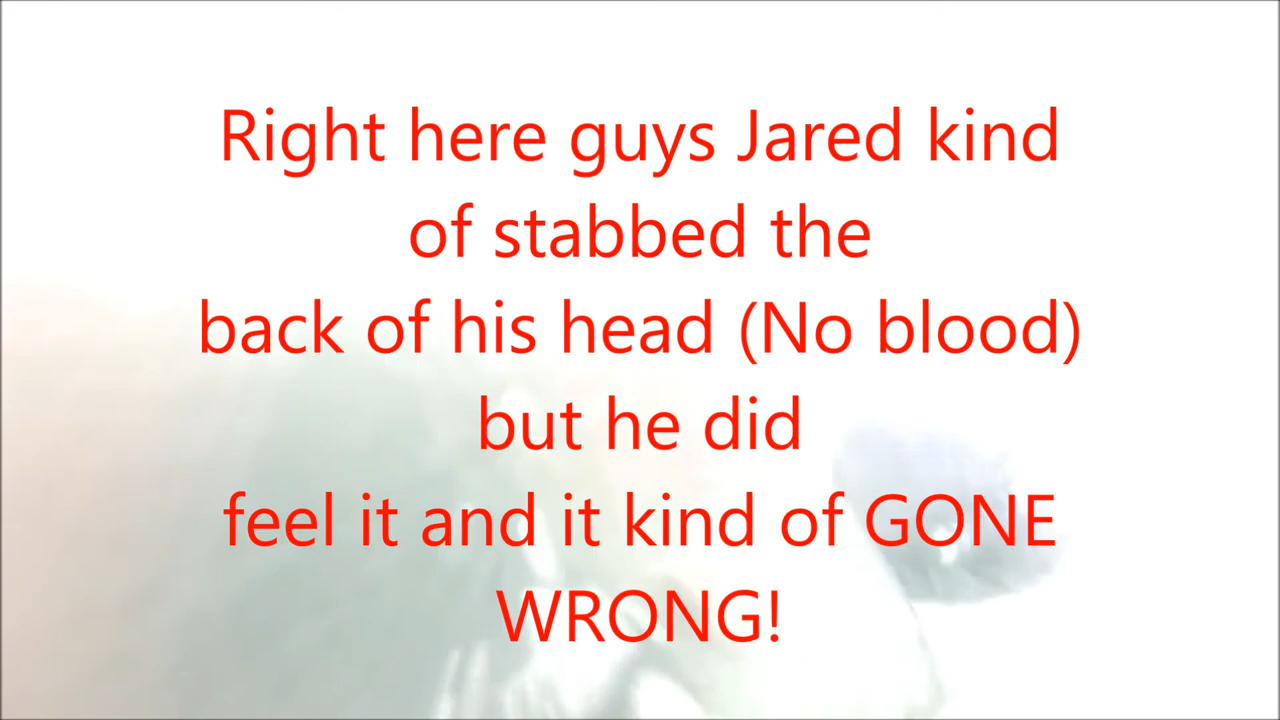 Right here guys Jared kind
of stabbed the
back of his head (No blood)
but he did
feel it and it kind of GONE
WRONG!